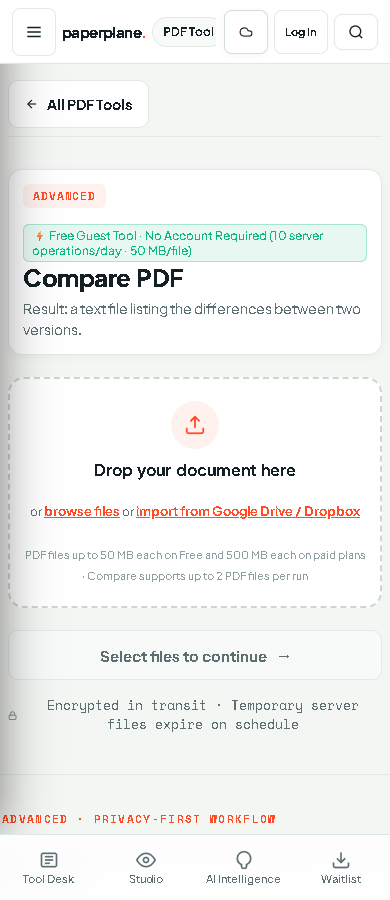 paperplane.
PDF Tool
Log In
All PDF Tools
ADVANCED
Free Guest Tool · No Account Required (10 server
operations/day · 50 MB/file)
Compare PDF
Result: a text file listing the differences between two
versions.
Drop your document here
or browse files or import from Google Drive / Dropbox
PDF files up to 50 MB each on Free and 500 MB each on paid plans
· Compare supports up to 2 PDF files per run
Select files to continue →
Encrypted in transit · Temporary server
files expire on schedule
ADVANCED · PRIVACY-FIRST WORKFLOW
Tool Desk
Studio
AI Intelligence
Waitlist